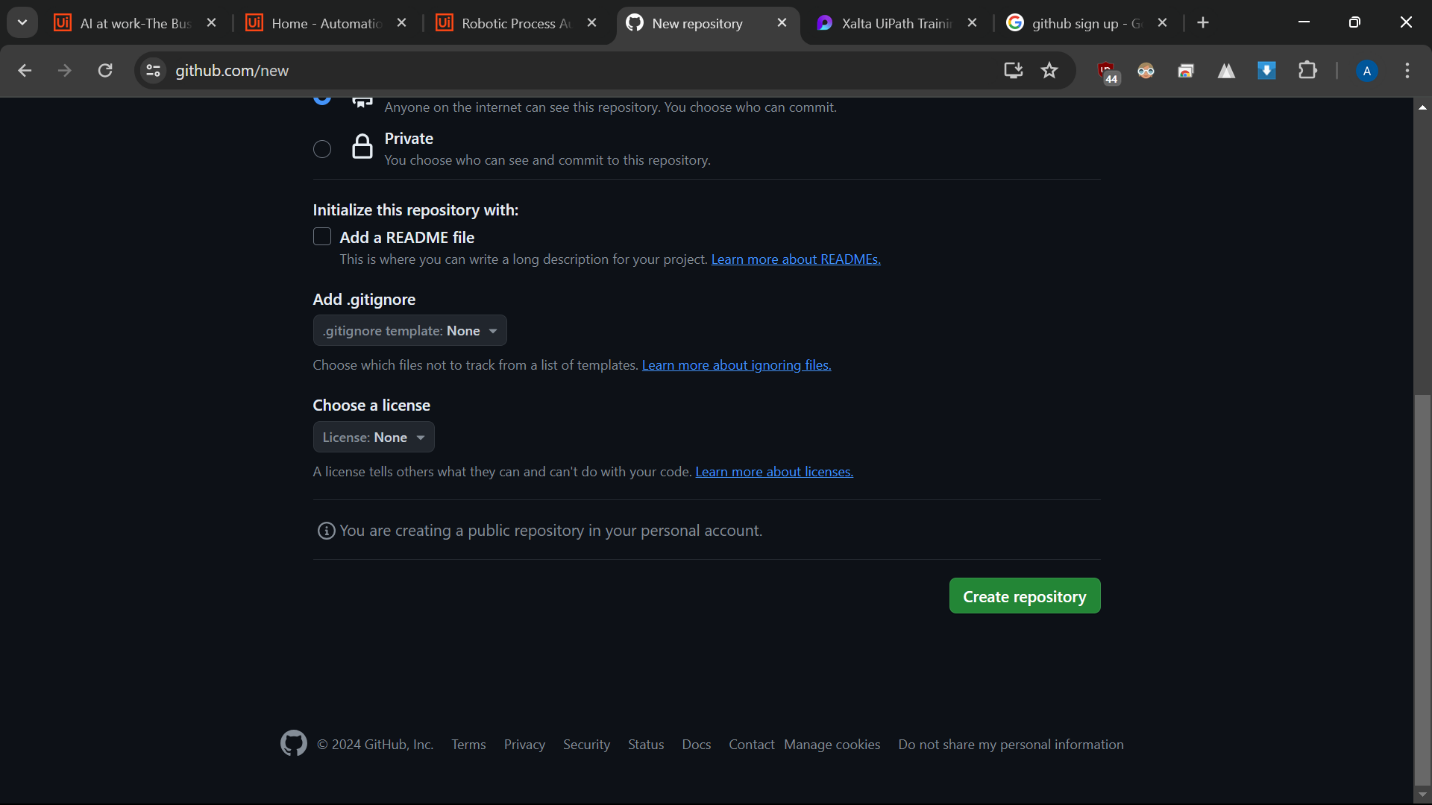 Ui AI at work-The Bus
Ui Home - Automatio
Ui Robotic Process Au
New repository
Xalta UiPath Trainin
github sign up - Go
github.com/new
44
A
Anyone on the internet can see this repository. You choose who can commit.
Private
You choose who can see and commit to this repository.
Initialize this repository with:
Add a README file
This is where you can write a long description for your project. Learn more about READMEs.
Add .gitignore
.gitignore template: None
Choose which files not to track from a list of templates. Learn more about ignoring files.
Choose a license
License: None
A license tells others what they can and can't do with your code. Learn more about licenses.
You are creating a public repository in your personal account.
Create repository
© 2024 GitHub, Inc. Terms Privacy Security Status Docs Contact Manage cookies Do not share my personal information